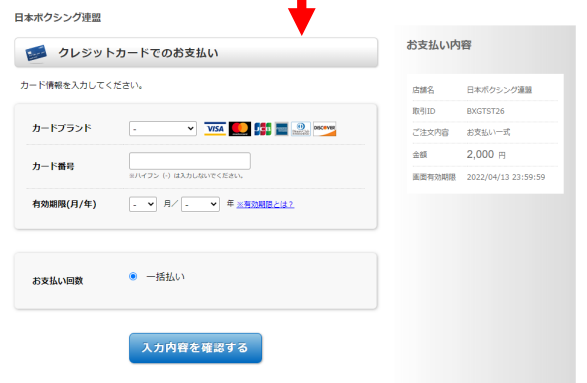 日本ボクシング連盟
クレジットカードでのお支払い
カード情報を入力してください。
カードブランド
-
VISA
JCB
DISCOVER
カード番号
※ハイフン（-）は入力しないでください。
有効期限(月/年)
- 月／ - 年 ※有効期限とは？
お支払い回数
一括払い
入力内容を確認する
お支払い内容
店舗名 日本ボクシング連盟
取引ID BXGTST26
ご注文内容 お支払い一式
金額 2,000 円
画面有効期限 2022/04/13 23:59:59